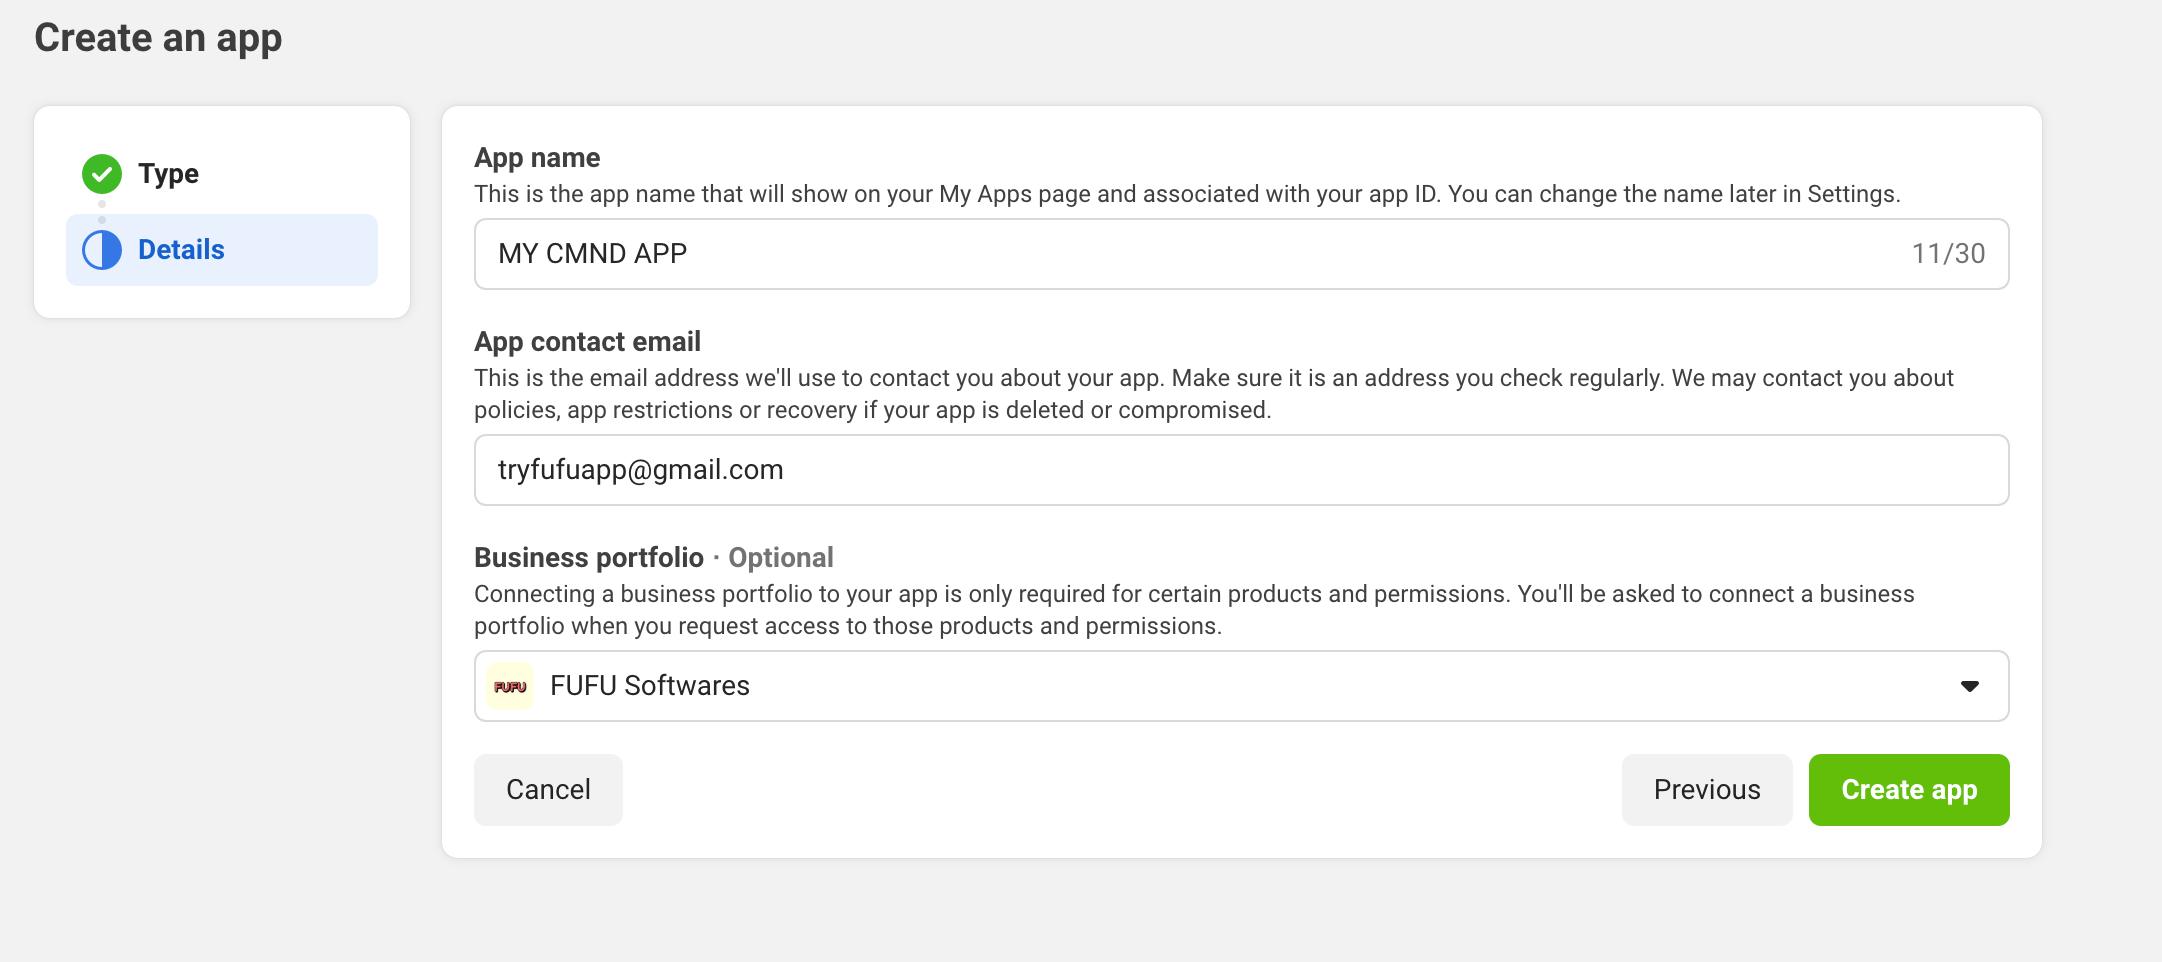 Create an app
Type
Details
App name
This is the app name that will show on your My Apps page and associated with your app ID. You can change the name later in Settings.
MY CMND APP
11/30
App contact email
This is the email address we'll use to contact you about your app. Make sure it is an address you check regularly. We may contact you about
policies, app restrictions or recovery if your app is deleted or compromised.
tryfufuapp@gmail.com
Business portfolio · Optional
Connecting a business portfolio to your app is only required for certain products and permissions. You'll be asked to connect a business
portfolio when you request access to those products and permissions.
FUFU FUFU Softwares
Cancel
Previous
Create app